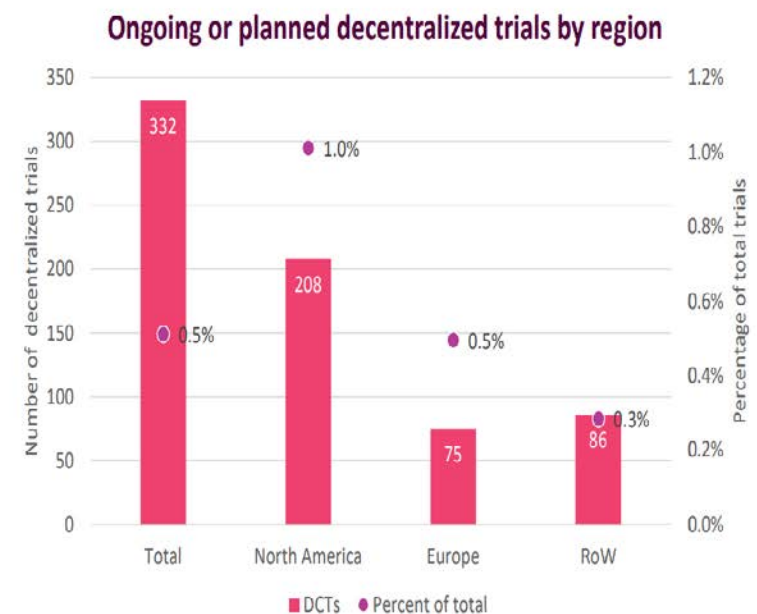 Ongoing or planned decentralized trials by region
Number of decentralized trials
350
300
250
200
150
100
50
0
332
0.5%
208
1.0%
75
0.5%
86
0.3%
1.2%
1.0%
0.8%
0.6%
0.4%
0.2%
0.0%
Percentage of total trials
Total
North America
Europe
RoW
DCTs
Percent of total